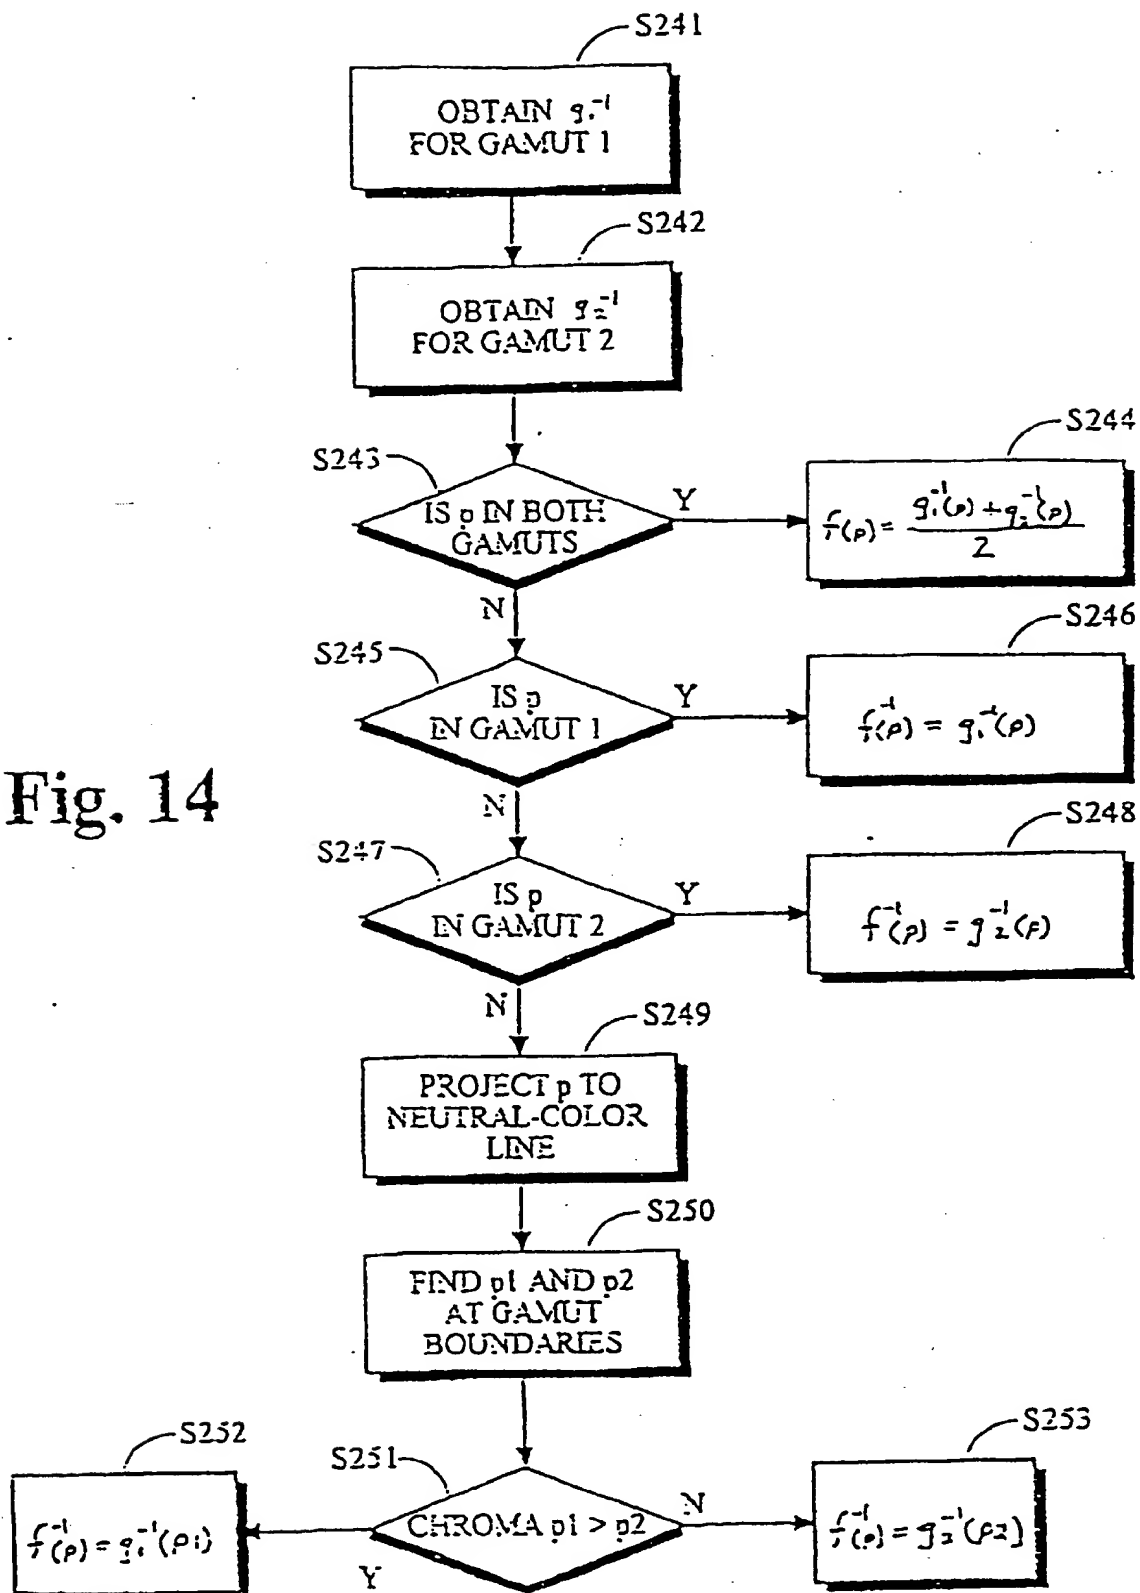 S241
OBTAIN g₁⁻¹
FOR GAMUT 1
S242
OBTAIN g₂⁻¹
FOR GAMUT 2
S243
IS p IN BOTH
GAMUTS
Y
N
S244
f(p) = g₁⁻¹(p) + g₂⁻¹(p)
2
S245
IS p
IN GAMUT 1
Y
N
S246
f⁻¹(p) = g₁⁻¹(p)
Fig. 14
S247
IS p
IN GAMUT 2
Y
N
S248
f⁻¹(p) = g₂⁻¹(p)
S249
PROJECT p TO
NEUTRAL-COLOR
LINE
S250
FIND p1 AND p2
AT GAMUT
BOUNDARIES
S251
CHROMA p1 > p2
Y
N
S252
f⁻¹(p) = g₁⁻¹(p1)
S253
f⁻¹(p) = g₂⁻¹(p2)